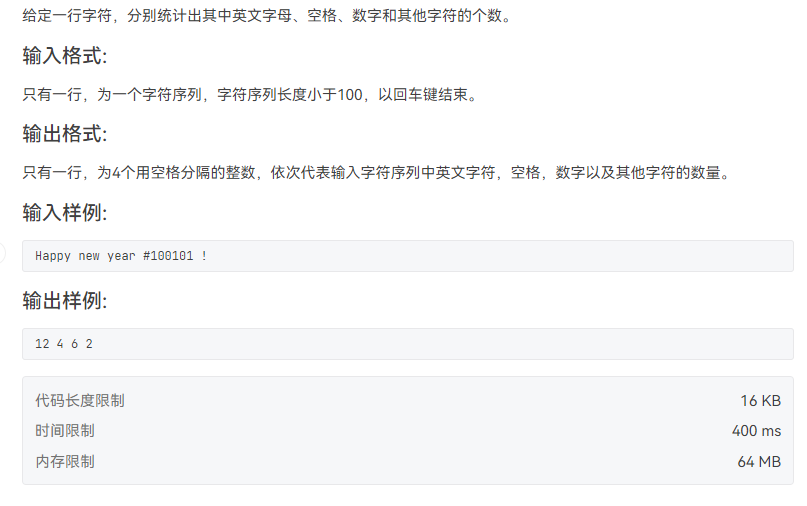 给定一行字符，分别统计出其中英文字母、空格、数字和其他字符的个数。
输入格式:
只有一行，为一个字符序列，字符序列长度小于100，以回车键结束。
输出格式:
只有一行，为4个用空格分隔的整数，依次代表输入字符序列中英文字符，空格，数字以及其他字符的数量。
输入样例:
Happy new year #100101 !
输出样例:
12 4 6 2
代码长度限制 16 KB
时间限制 400 ms
内存限制 64 MB